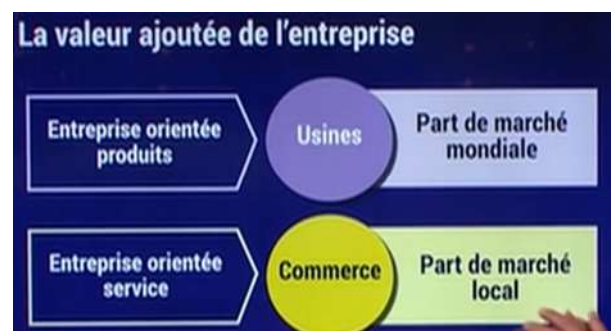 La valeur ajoutée de l'entreprise
Entreprise orientée
produits
Usines
Part de marché
mondiale
Entreprise orientée
service
Commerce
Part de marché
local